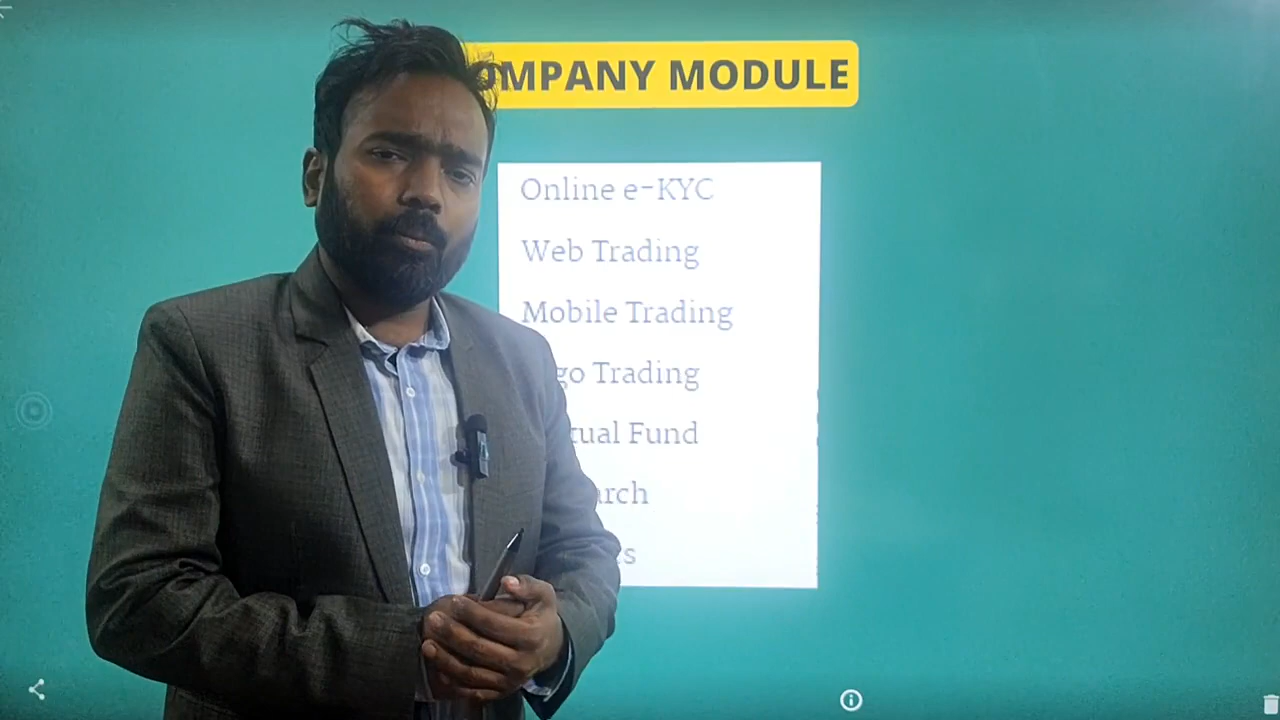 OMPANY MODULE
Online e-KYC
Web Trading
Mobile Trading
go Trading
tual Fund
arch
s